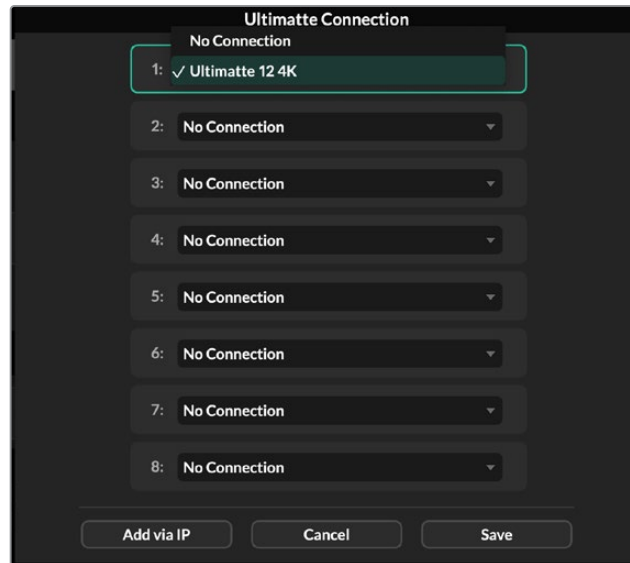 Ultimatte Connection
No Connection
1: ✓ Ultimatte 12 4K
2: No Connection
3: No Connection
4: No Connection
5: No Connection
6: No Connection
7: No Connection
8: No Connection
Add via IP Cancel Save